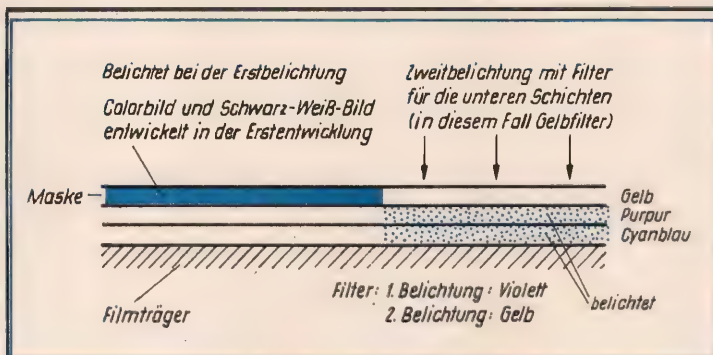 Belichtet bei der Erstbelichtung
Colorbild und Schwarz-Weiß-Bild
entwickelt in der Erstentwicklung
Zweitbelichtung mit Filter
für die unteren Schichten
(in diesem Fall Gelbfilter)
Maske
Gelb
Purpur
Cyanblau
Filmträger
Filter: 1. Belichtung: Violett
2. Belichtung: Gelb
belichtet